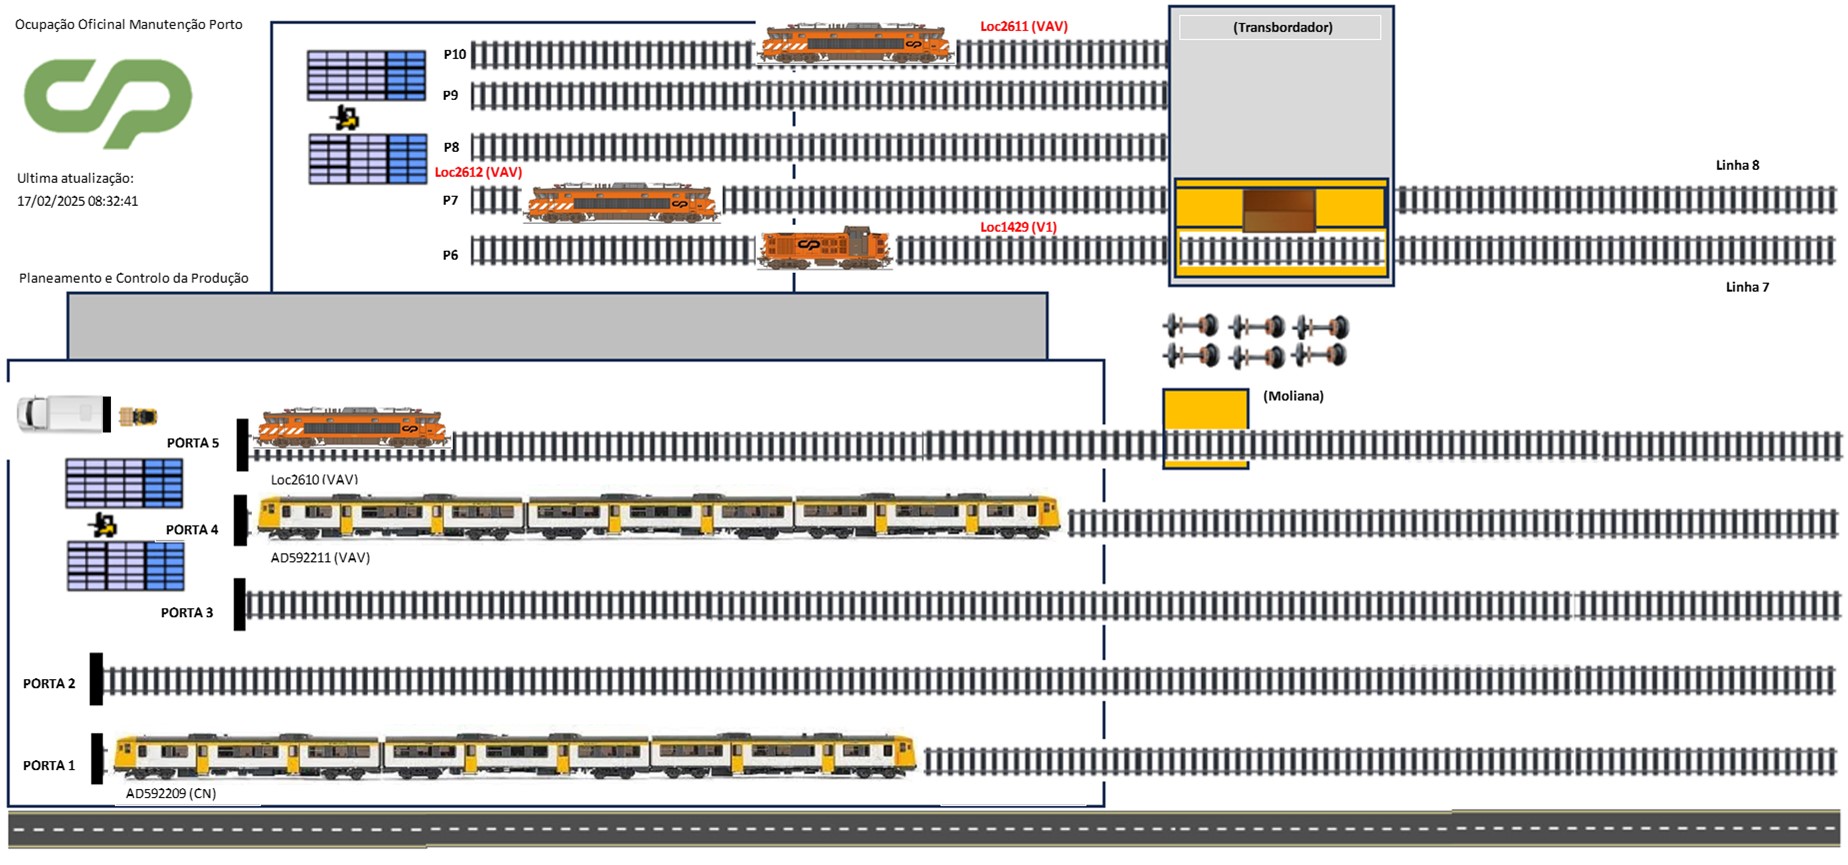 Ocupação Oficinal Manutenção Porto
Loc2611 (VAV)
(Transbordador)
P10
P9
P8
Linha 8
Loc2612 (VAV)
Ultima atualização:
17/02/2025 08:32:41
P7
Loc1429 (V1)
P6
Planeamento e Controlo da Produção
Linha 7
(Moliana)
PORTA 5
Loc2610 (VAV)
PORTA 4
AD592211 (VAV)
PORTA 3
PORTA 2
PORTA 1
AD592209 (CN)